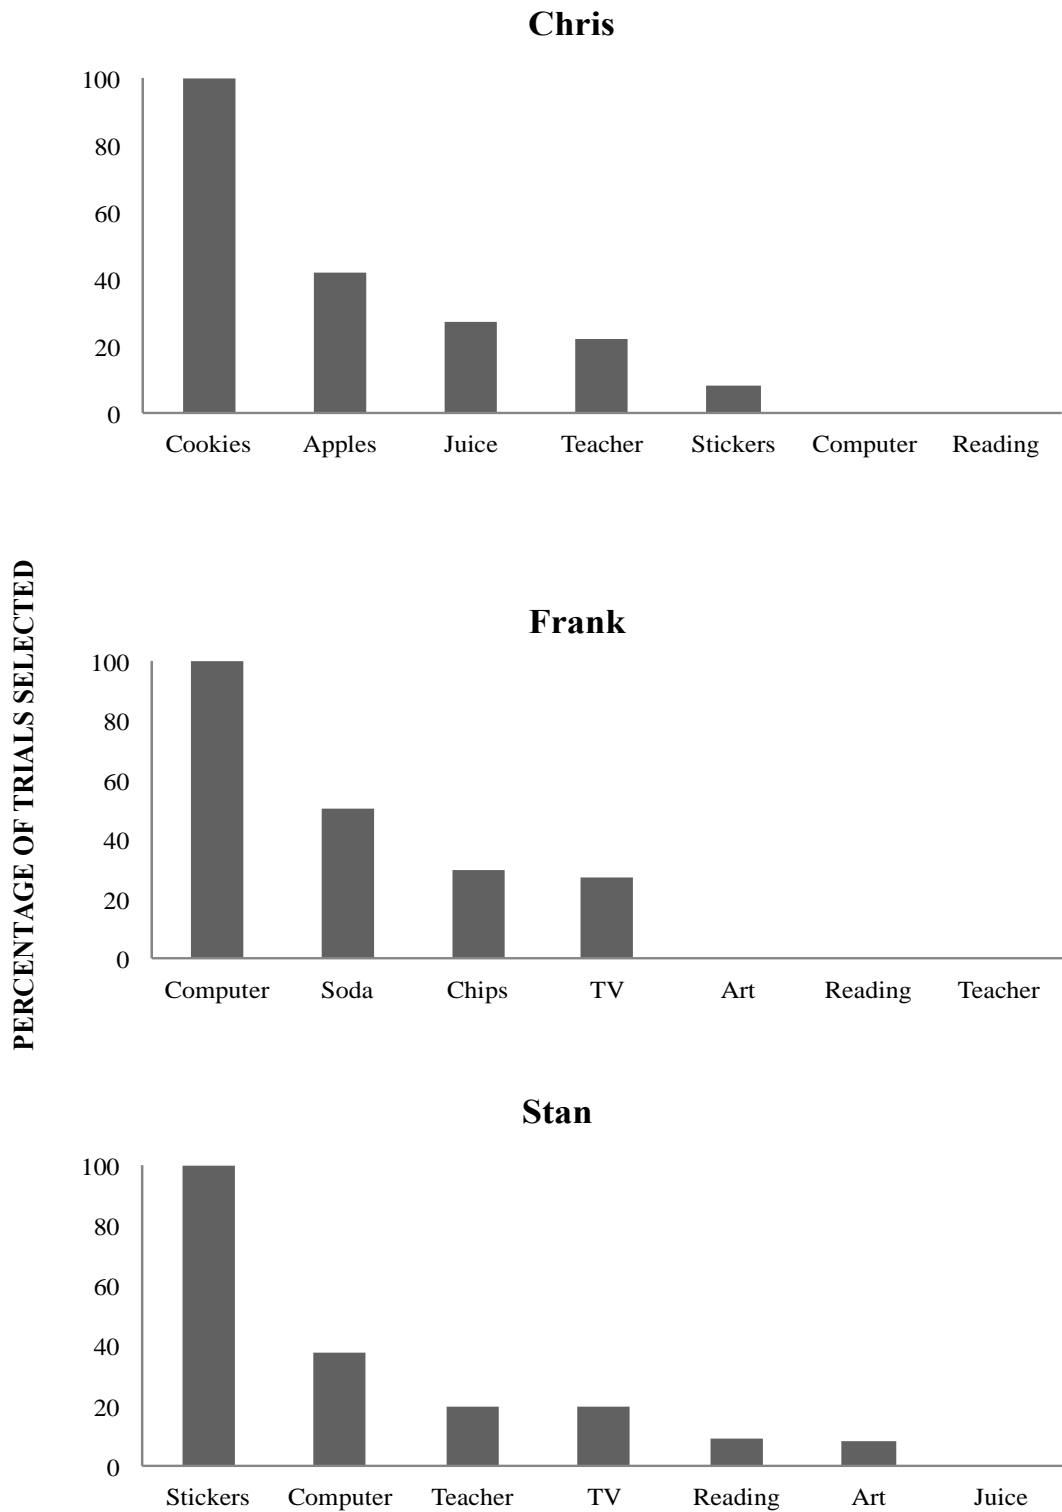 Chris
100
80
60
40
20
0
Cookies Apples Juice Teacher Stickers Computer Reading
PERCENTAGE OF TRIALS SELECTED
Frank
100
80
60
40
20
0
Computer Soda Chips TV Art Reading Teacher
Stan
100
80
60
40
20
0
Stickers Computer Teacher TV Reading Art Juice